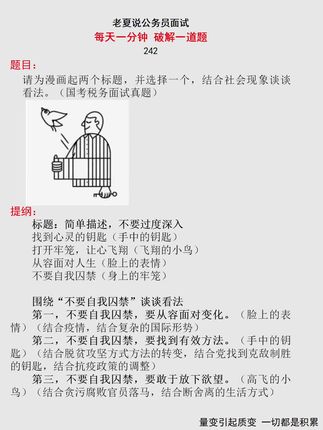 老夏说公务员面试
每天一分钟 破解一道题
242
题目：
请为漫画起两个标题，并选择一个，结合社会现象谈谈
看法。（国考税务面试真题）
提纲：
标题：简单描述，不要过度深入
找到心灵的钥匙（手中的钥匙）
打开牢笼，让心飞翔（飞翔的小鸟）
从容面对人生（脸上的表情）
不要自我囚禁（身上的牢笼）
围绕“不要自我囚禁”谈谈看法
第一，不要自我囚禁，要从容面对变化。（脸上的表
情）（结合疫情，结合复杂的国际形势）
第二，不要自我囚禁，要找到有效方法。（手中的钥
匙）（结合脱贫攻坚方式方法的转变，结合党找到克敌制胜
的钥匙，结合抗疫政策的调整）
第三，不要自我囚禁，要敢于放下欲望。（高飞的小
鸟）（结合贪污腐败官员落马，结合断舍离的生活方式）
量变引起质变 一切都是积累